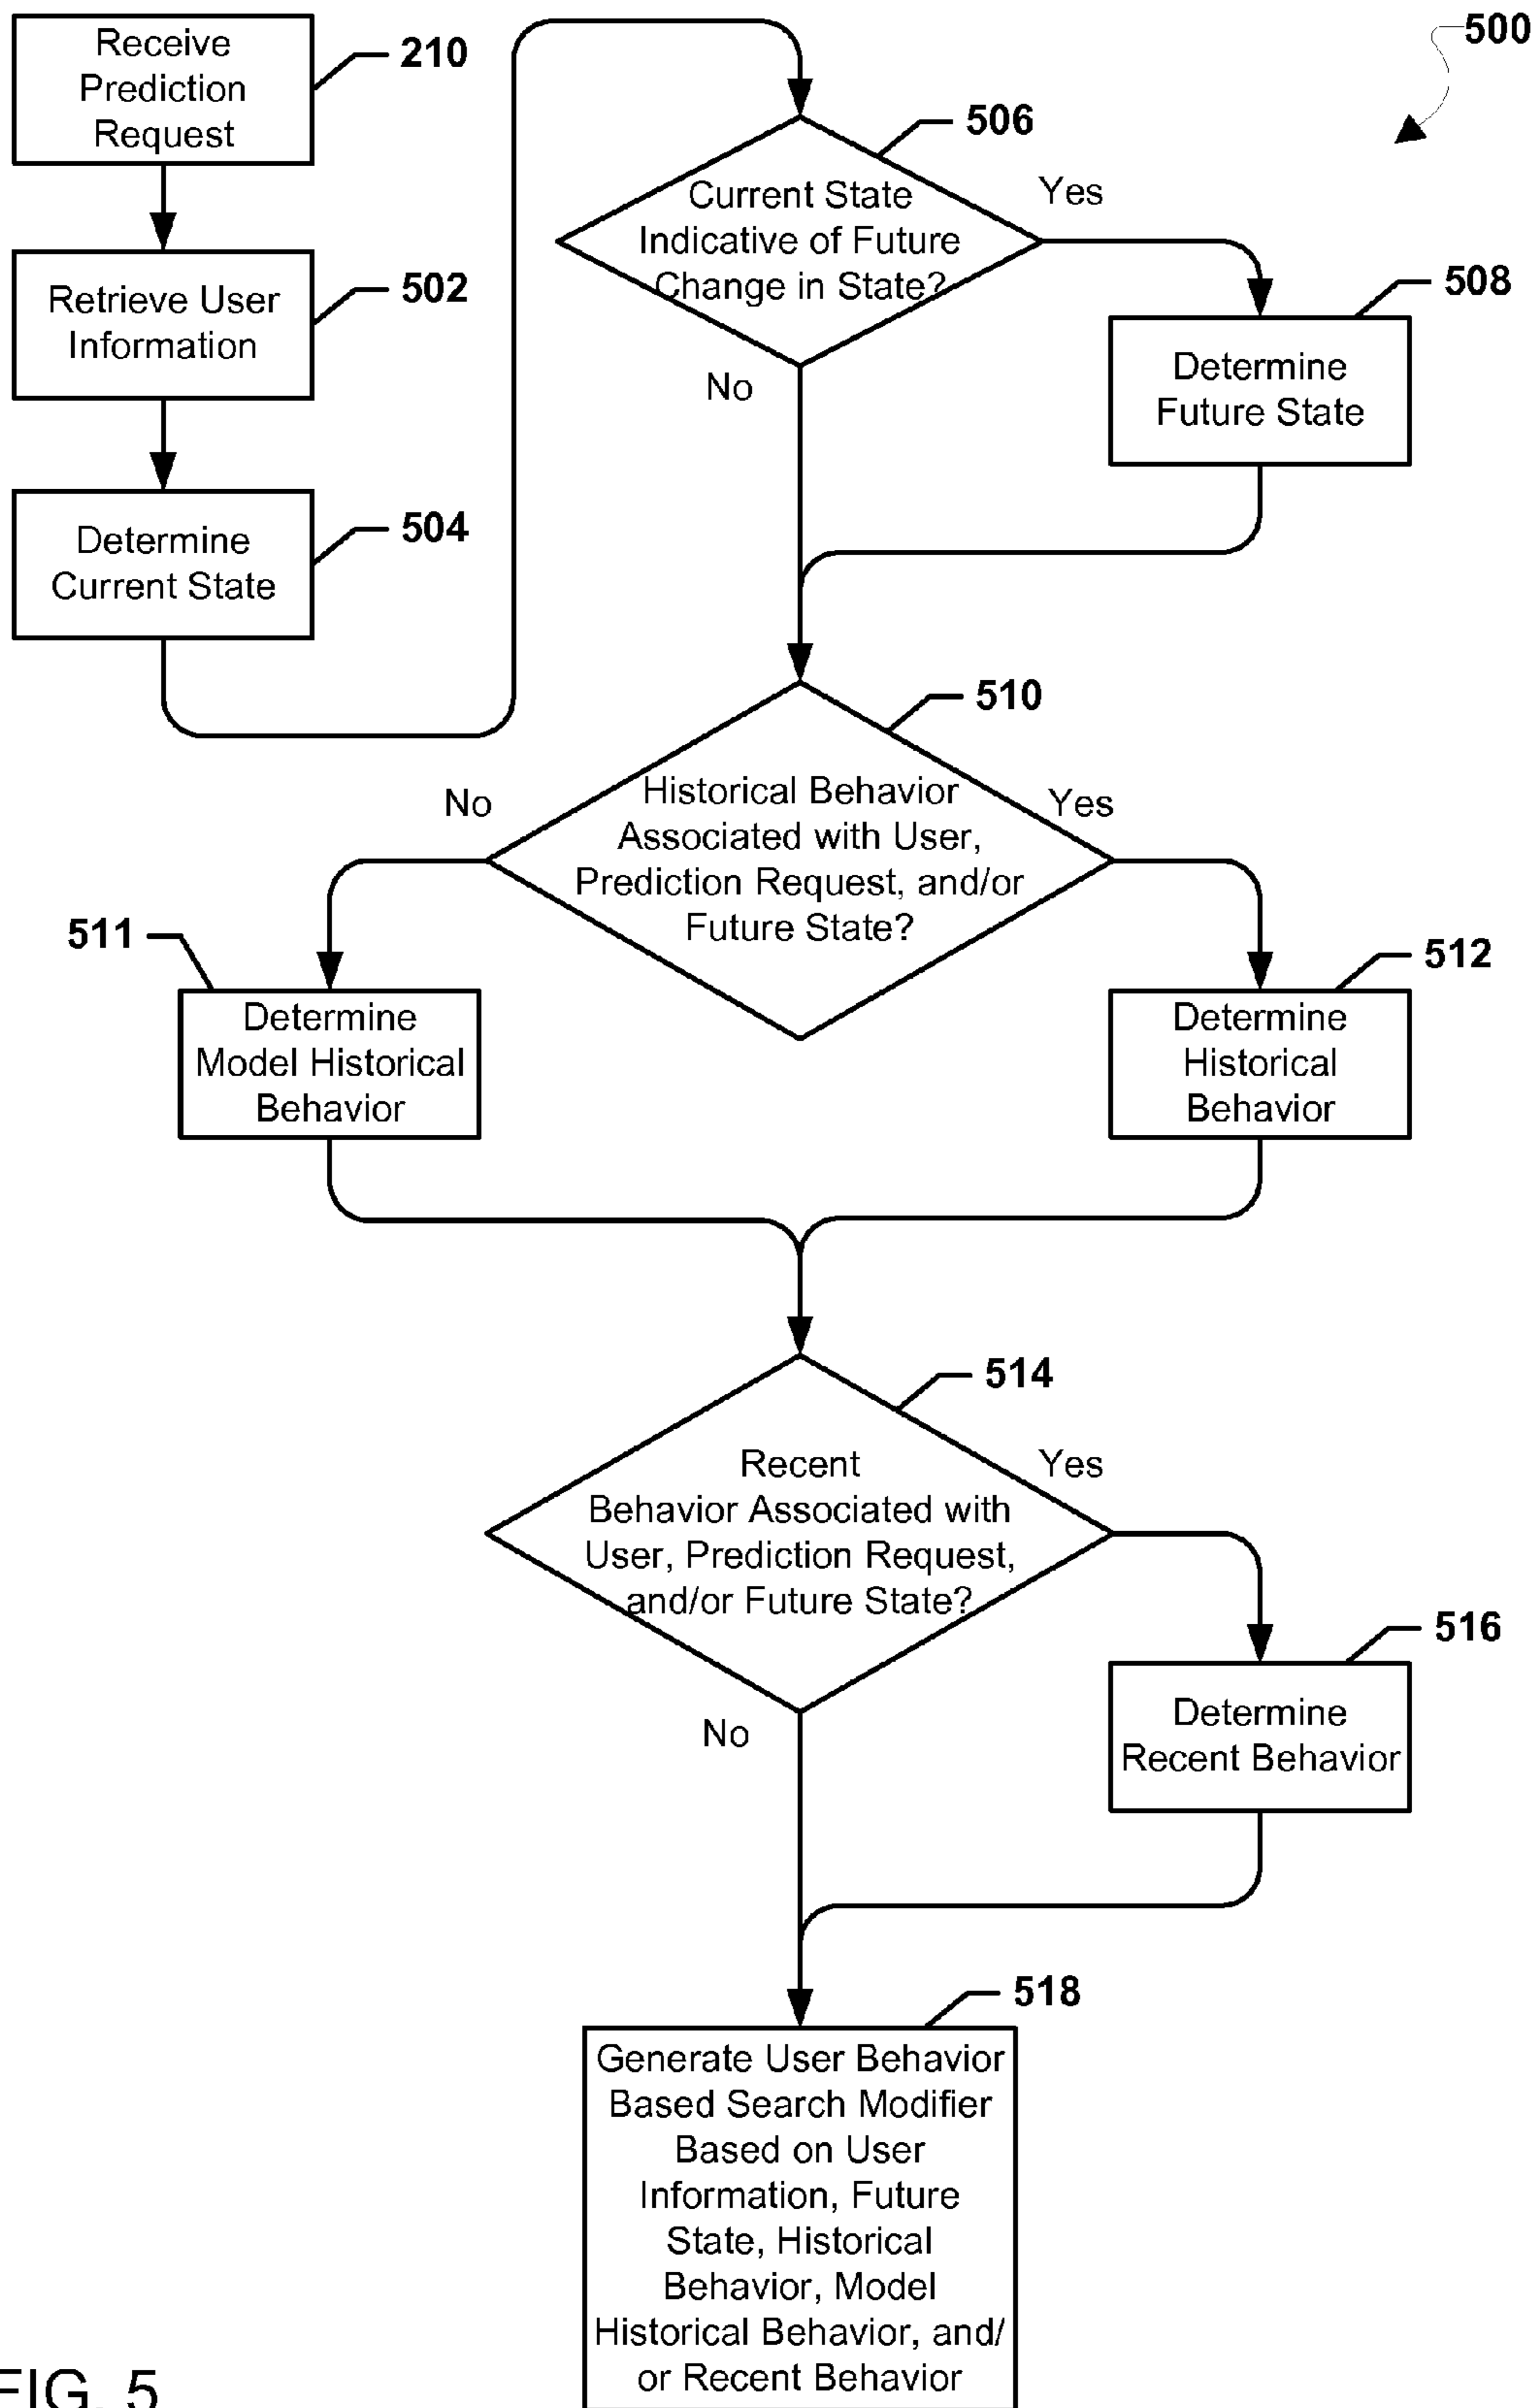 Receive
Prediction
Request
210
Retrieve User
Information
502
Determine
Current State
504
500
506
Current State
Indicative of Future
Change in State?
Yes
No
508
Determine
Future State
510
Historical Behavior
Associated with User,
Prediction Request, and/or
Future State?
No
Yes
511
Determine
Model Historical
Behavior
512
Determine
Historical
Behavior
514
Recent
Behavior Associated with
User, Prediction Request,
and/or Future State?
Yes
No
516
Determine
Recent Behavior
518
Generate User Behavior
Based Search Modifier
Based on User
Information, Future
State, Historical
Behavior, Model
Historical Behavior, and/
or Recent Behavior
FIG. 5